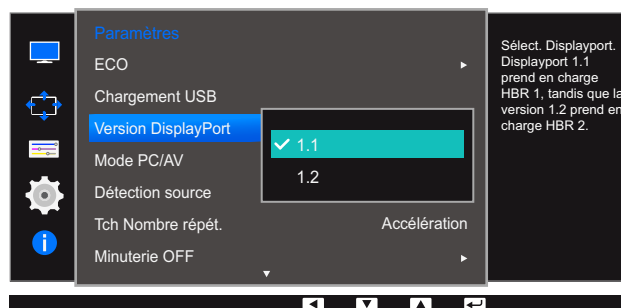 Paramètres
ECO
Chargement USB
Version DisplayPort
1.1
1.2
Mode PC/AV
Détection source
Tch Nombre répét.
Accélération
Minuterie OFF
Sélect. Displayport.
Displayport 1.1
prend en charge
HBR 1, tandis que la
version 1.2 prend en
charge HBR 2.